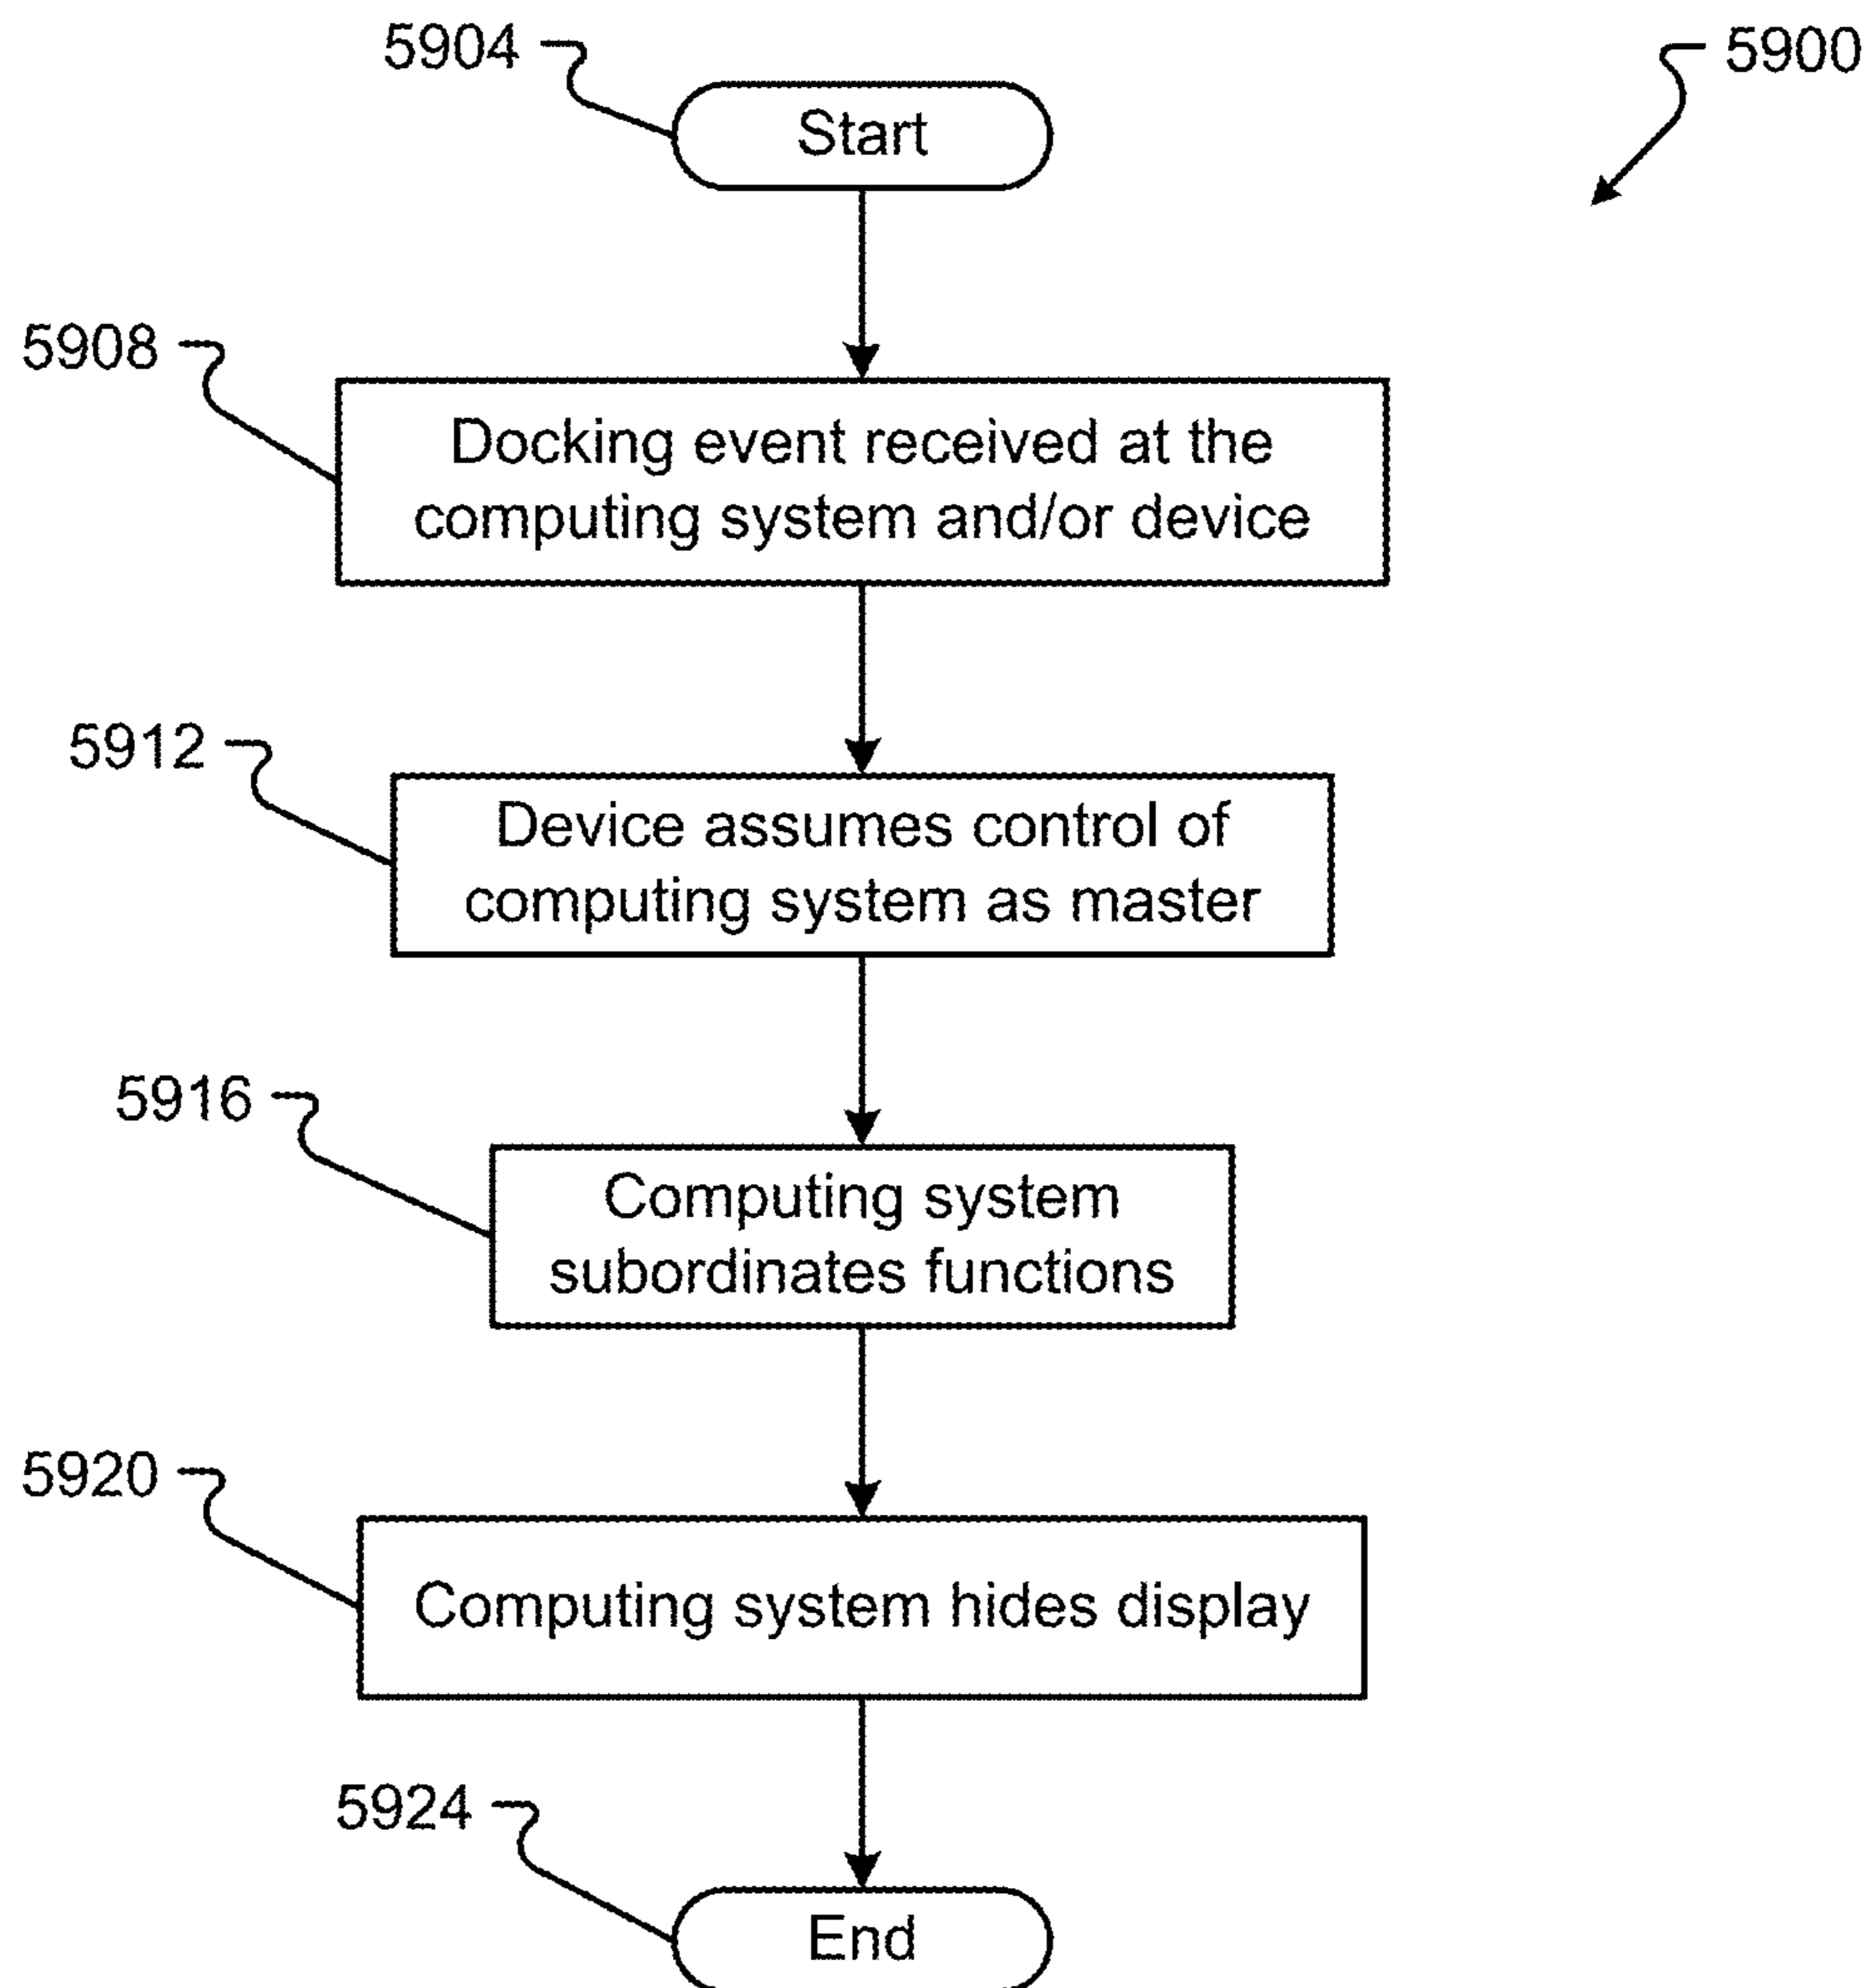 5904
5900
Start
5908
Docking event received at the
computing system and/or device
5912
Device assumes control of
computing system as master
5916
Computing system
subordinates functions
5920
Computing system hides display
5924
End